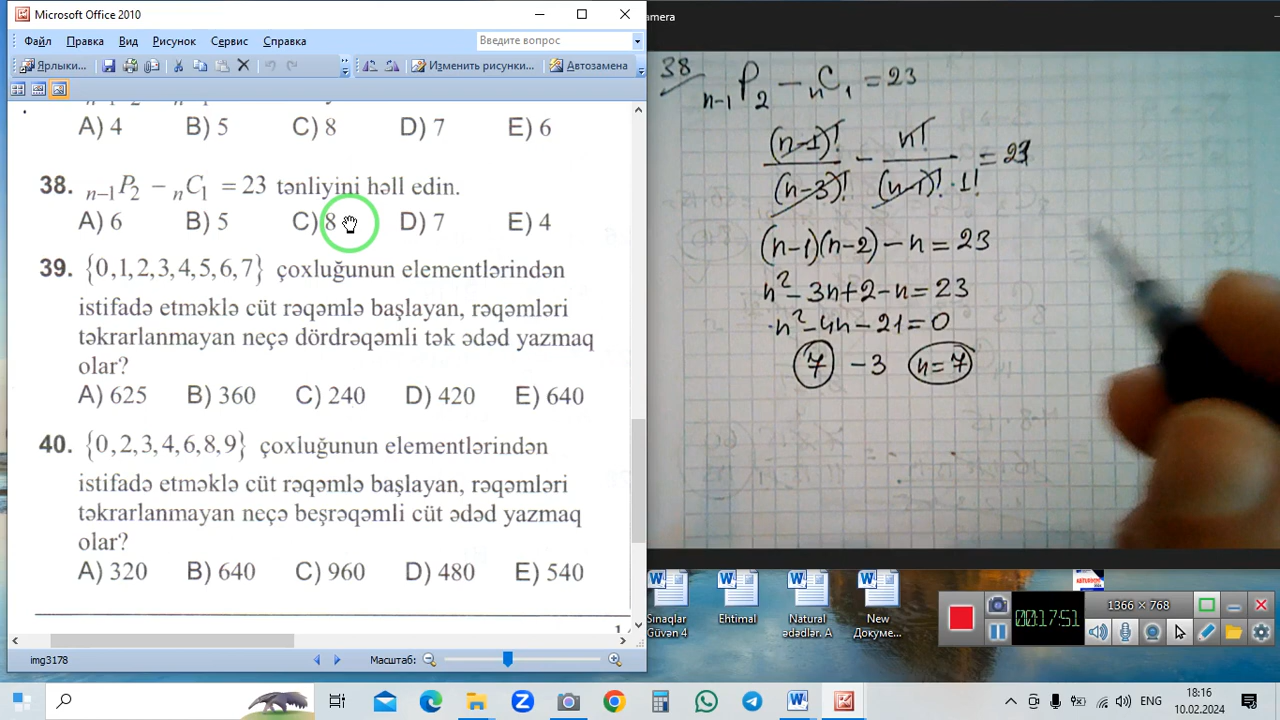 Microsoft Office 2010
Файл Правка Вид Рисунок Сервис Справка
Введите вопрос
Ярлыки...
Изменить рисунки...
Автозамена
A) 4 B) 5 C) 8 D) 7 E) 6
38. n−1P2 − nC1 = 23 tənliyini həll edin.
A) 6 B) 5 C) 8 D) 7 E) 4
39. {0,1,2,3,4,5,6,7} çoxluğunun elementlərindən
istifadə etməklə cüt rəqəmlə başlayan, rəqəmləri
təkrarlanmayan neçə dördrəqəmli tək ədəd yazmaq
olar?
A) 625 B) 360 C) 240 D) 420 E) 640
40. {0,2,3,4,6,8,9} çoxluğunun elementlərindən
istifadə etməklə cüt rəqəmlə başlayan, rəqəmləri
təkrarlanmayan neçə beşrəqəmli cüt ədəd yazmaq
olar?
A) 320 B) 640 C) 960 D) 480 E) 540
1
img3178
Масштаб:
amera
38 n-1P2 − nC1 = 23
(n-1)!/(n-3)! − n!/((n-1)!·1!) = 23
(n-1)(n-2) − n = 23
n² − 3n + 2 − n = 23
n² − 4n − 21 = 0
7 −3 n = 7
Sınaqlar
Güvən 4
Ehtimal
Natural
ədədlər. A
New
Докуме...
1366 × 768
00:17:51
ENG
18:16
10.02.2024